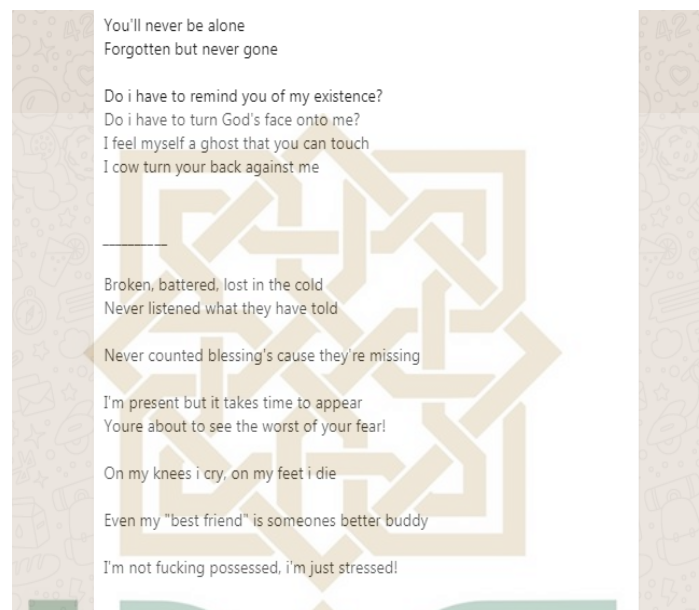 You'll never be alone
Forgotten but never gone
Do i have to remind you of my existence?
Do i have to turn God's face onto me?
I feel myself a ghost that you can touch
I cow turn your back against me
__________
Broken, battered, lost in the cold
Never listened what they have told
Never counted blessing's cause they're missing
I'm present but it takes time to appear
Youre about to see the worst of your fear!
On my knees i cry, on my feet i die
Even my "best friend" is someones better buddy
I'm not fucking possessed, i'm just stressed!